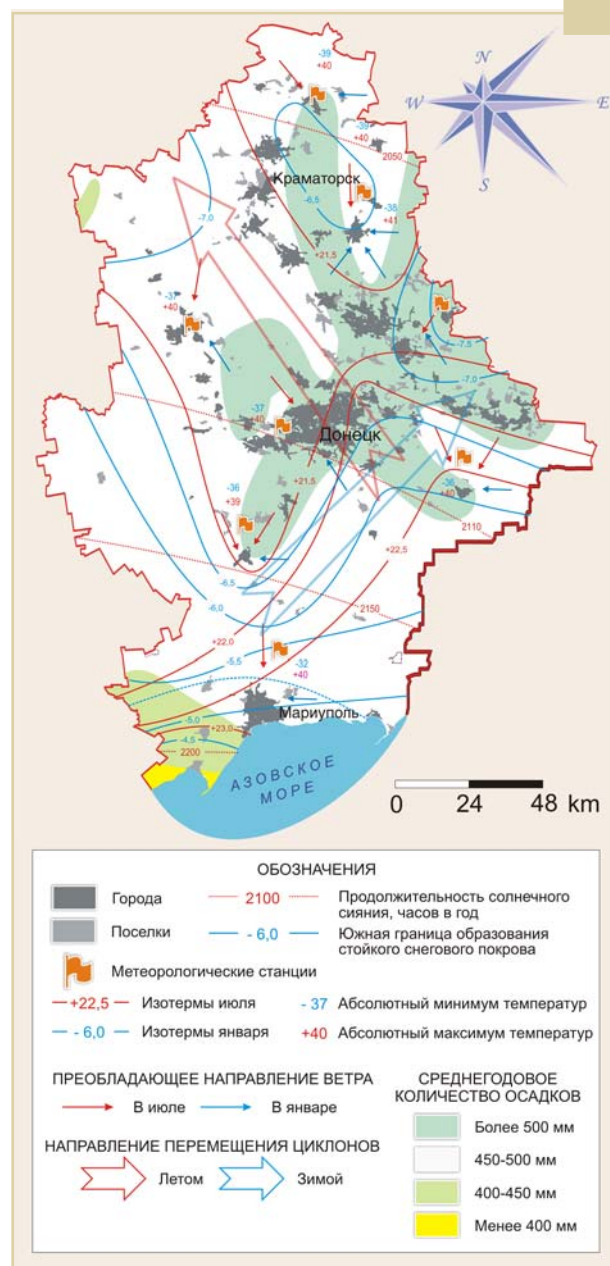 N
W
E
S
-39
+40
-39
+40
2050
Краматорск
-6,5
-35
+41
-7,0
+21,5
-37
+40
-7,5
-7,0
-37
+40
Донецк
-36
+39
+21,5
-36
+40
2110
+22,5
-6,5
-6,0
2150
+22,0
-5,5
-32
+40
-5,0
+23,0
Мариуполь
-4,5
2200
АЗОВСКОЕ
МОРЕ
0 24 48 km
ОБОЗНАЧЕНИЯ
Города
2100
Продолжительность солнечного
сияния, часов в год
Поселки
- 6,0
Южная граница образования
стойкого снегового покрова
Метеорологические станции
+22,5 Изотермы июля
- 37 Абсолютный минимум температур
- 6,0 Изотермы января
+40 Абсолютный максимум температур
ПРЕОБЛАДАЮЩЕЕ НАПРАВЛЕНИЕ ВЕТРА
В июле
В январе
НАПРАВЛЕНИЕ ПЕРЕМЕЩЕНИЯ ЦИКЛОНОВ
Летом
Зимой
СРЕДНЕГОДОВОЕ
КОЛИЧЕСТВО ОСАДКОВ
Более 500 мм
450-500 мм
400-450 мм
Менее 400 мм